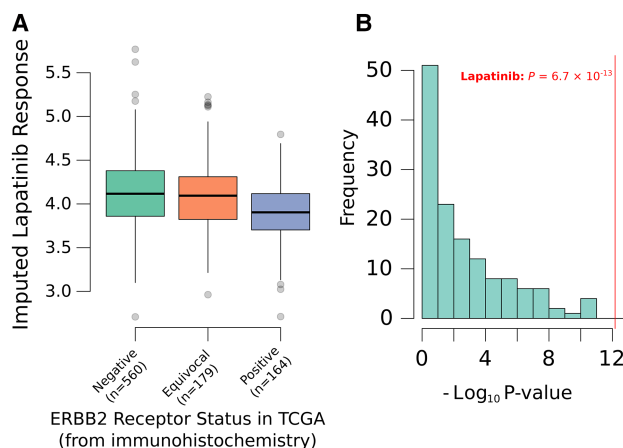 A
Imputed Lapatinib Response
5.5
5.0
4.5
4.0
3.5
3.0
Negative
(n=560)
Equivocal
(n=179)
Positive
(n=164)
ERBB2 Receptor Status in TCGA
(from immunohistochemistry)
B
Lapatinib: P = 6.7 × 10⁻¹³
Frequency
50
40
30
20
10
0
0 4 8 12
- Log₁₀ P-value